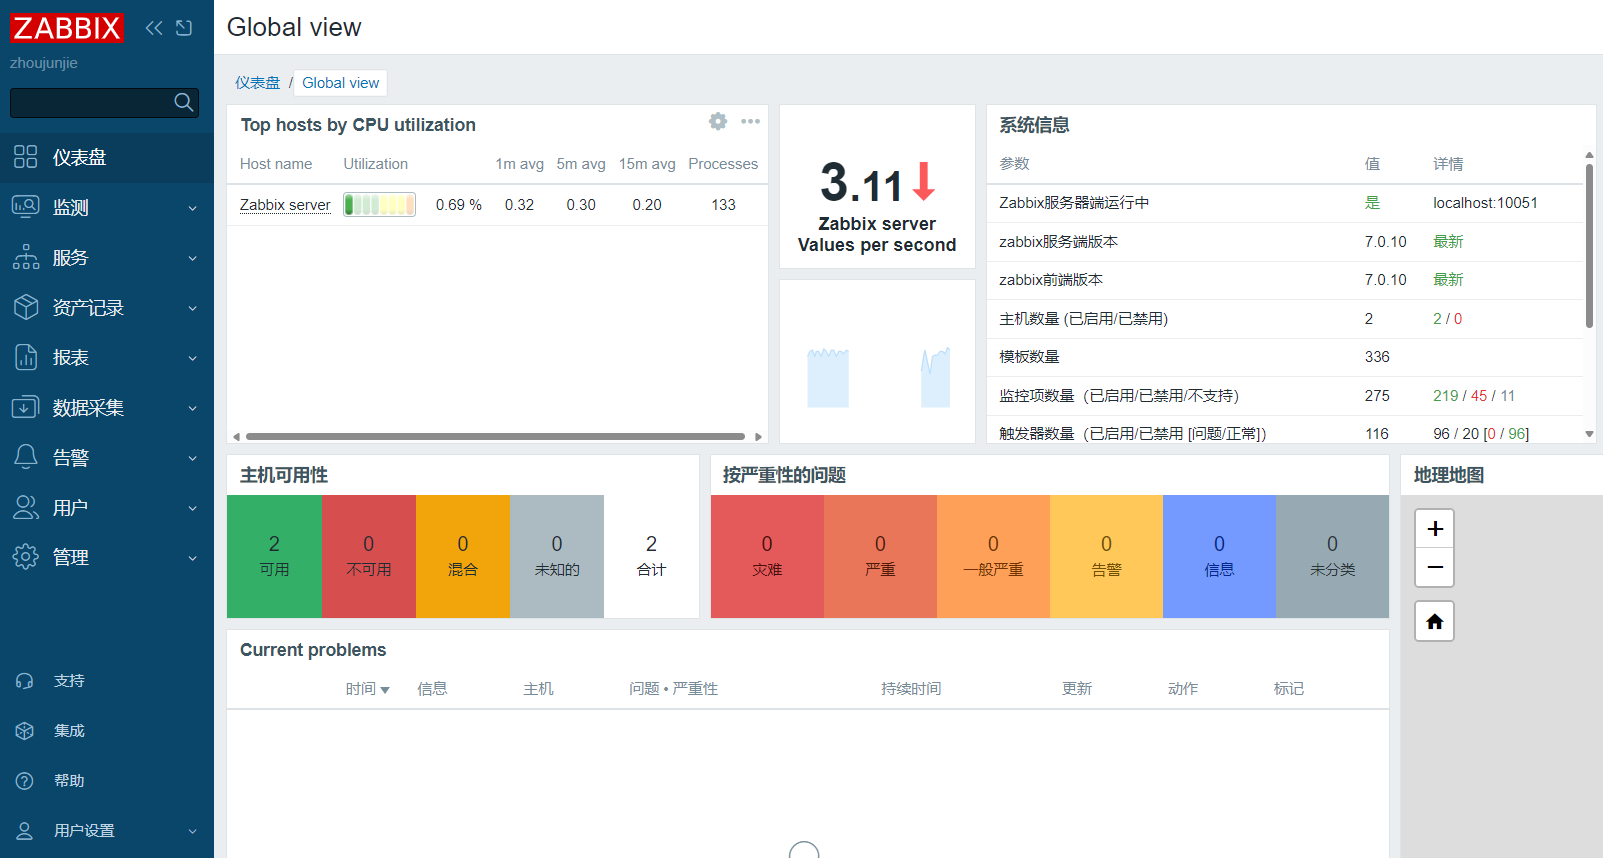 ZABBIX
zhoujunjie
仪表盘
监测
服务
资产记录
报表
数据采集
告警
用户
管理
支持
集成
帮助
用户设置
Global view
仪表盘 / Global view
Top hosts by CPU utilization
Host name Utilization 1m avg 5m avg 15m avg Processes
Zabbix server 0.69 % 0.32 0.30 0.20 133
3.11
Zabbix server
Values per second
系统信息
参数 值 详情
Zabbix服务器端运行中 是 localhost:10051
zabbix服务端版本 7.0.10 最新
zabbix前端版本 7.0.10 最新
主机数量 (已启用/已禁用) 2 2 / 0
模板数量 336
监控项数量（已启用/已禁用/不支持） 275 219 / 45 / 11
触发器数量（已启用/已禁用 [问题/正常]） 116 96 / 20 [0 / 96]
主机可用性
2 0 0 0 2
可用 不可用 混合 未知的 合计
按严重性的问题
0 0 0 0 0 0
灾难 严重 一般严重 告警 信息 未分类
地理地图
+
−
Current problems
时间 信息 主机 问题 • 严重性 持续时间 更新 动作 标记